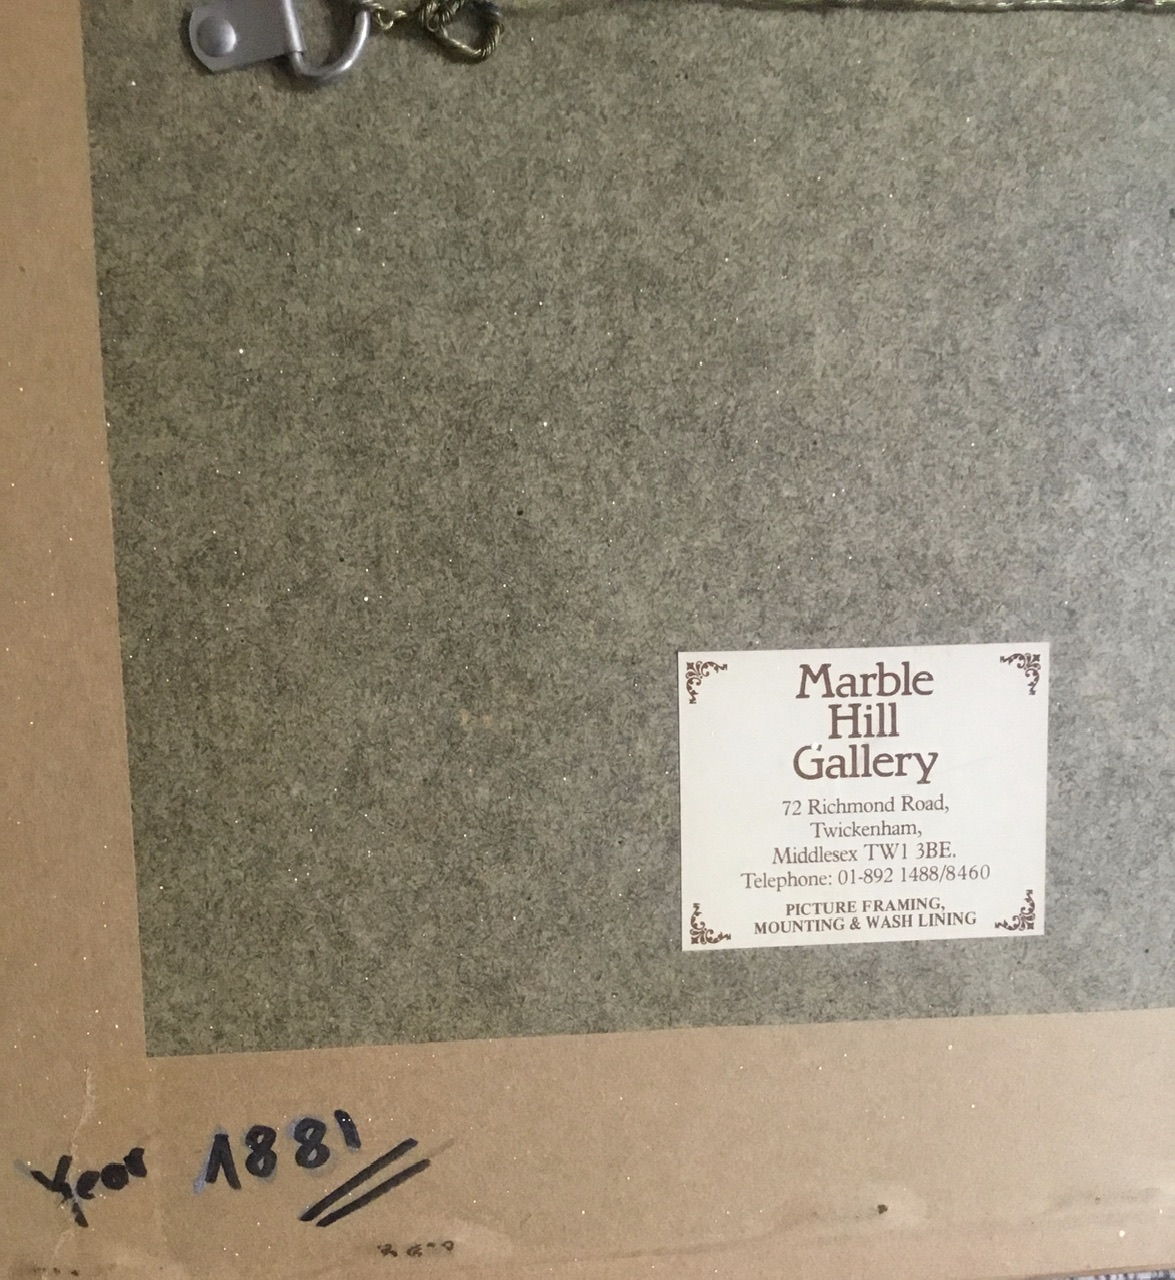 Marble
Hill
Gallery
72 Richmond Road,
Twickenham,
Middlesex TW1 3BE.
Telephone: 01-892 1488/8460
PICTURE FRAMING,
MOUNTING & WASH LINING
Year 1881